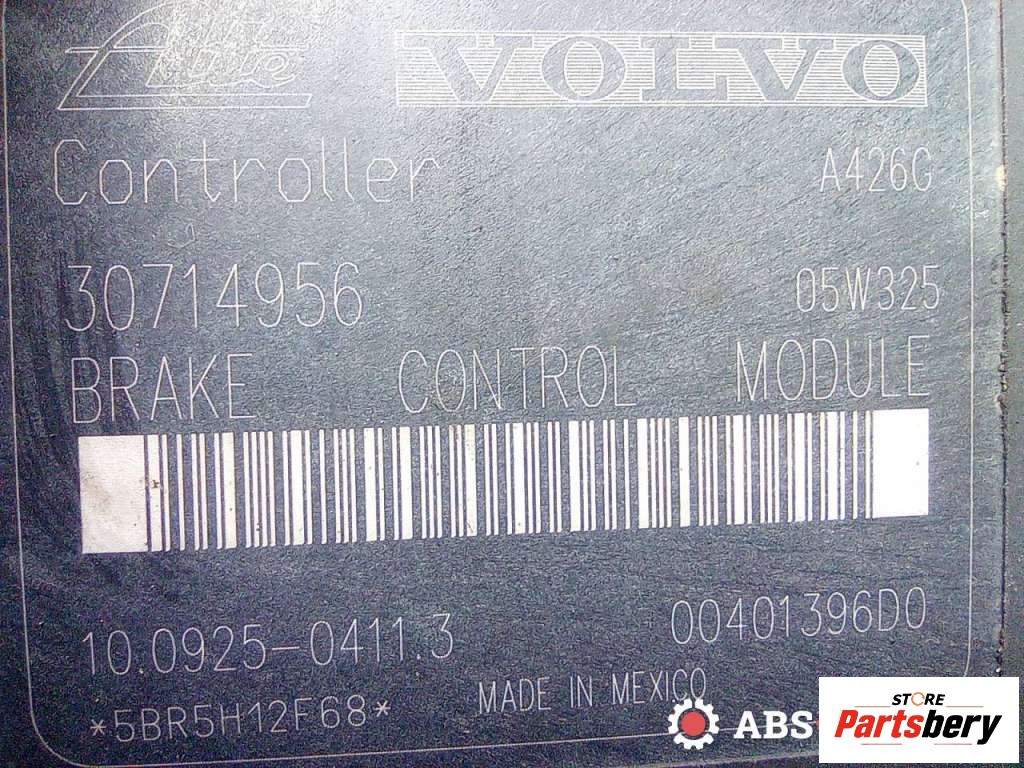 Ate VOLVO
Controller A426G
30714956 05W325
BRAKE CONTROL MODULE
10.0925-0411.3 00401396D0
*5BR5H12F68* MADE IN MEXICO
ABS
STORE
Partsbery